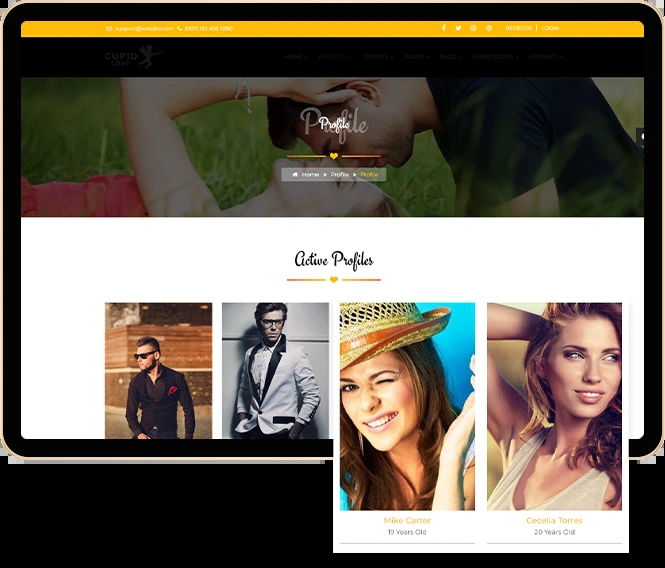 support@website.com (007) 123 456 7890
REGISTER | LOGIN
CUPID
LOVE
HOME PROFILES STORIES PAGES BLOG SHORTCODES CONTACT
Profile
Profile
Home » Profile » Profile
Active Profiles
Mike Carter
19 Years Old
Cecelia Torres
20 Years Old